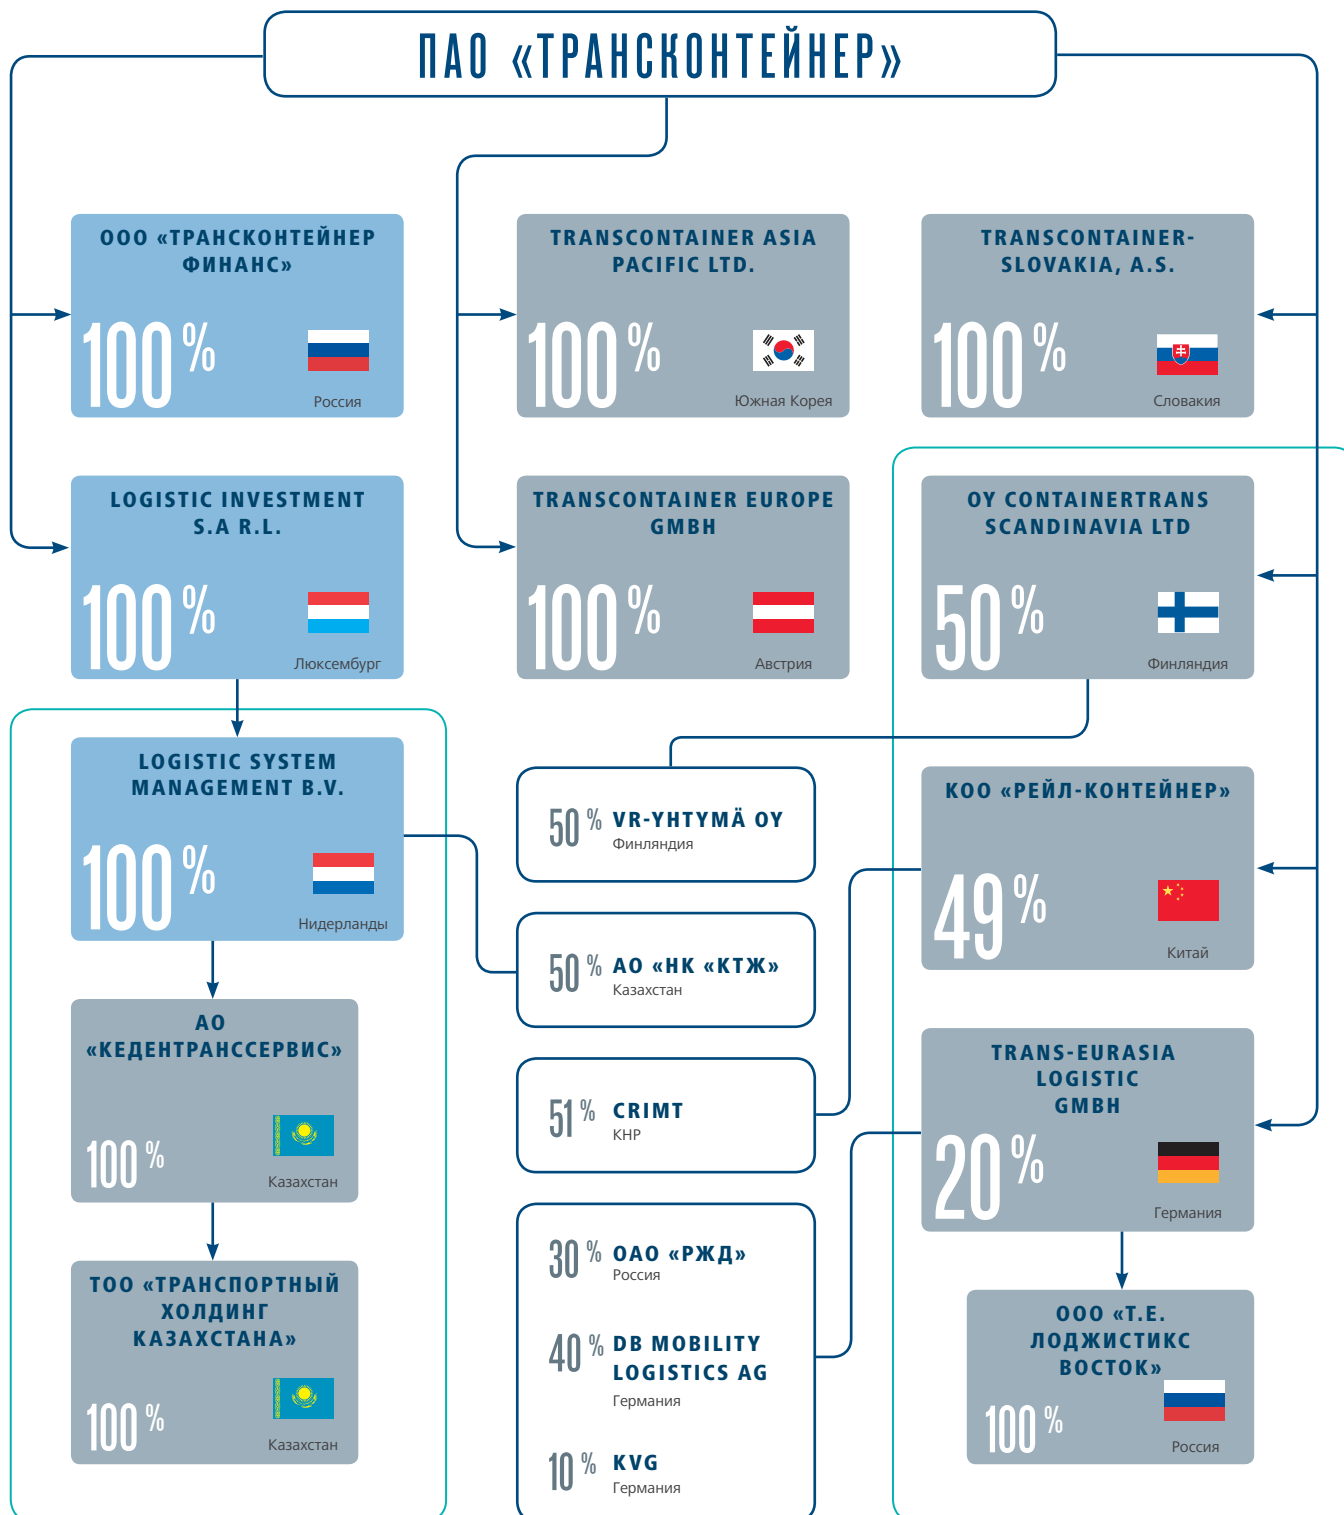 ПАО «ТРАНСКОНТЕЙНЕР»
ООО «ТРАНСКОНТЕЙНЕР
ФИНАНС»
100 %
Россия
TRANSCONTAINER ASIA
PACIFIC LTD.
100 %
Южная Корея
TRANSCONTAINER-
SLOVAKIA, A.S.
100 %
Словакия
LOGISTIC INVESTMENT
S.A R.L.
100 %
Люксембург
TRANSCONTAINER EUROPE
GMBH
100 %
Австрия
OY CONTAINERTRANS
SCANDINAVIA LTD
50 %
Финляндия
LOGISTIC SYSTEM
MANAGEMENT B.V.
100 %
Нидерланды
50 % VR-YHTYMÄ OY
Финляндия
КОО «РЕЙЛ-КОНТЕЙНЕР»
49 %
Китай
50 % АО «НК «КТЖ»
Казахстан
АО
«КЕДЕНТРАНССЕРВИС»
100 %
Казахстан
51 % CRIMT
КНР
TRANS-EURASIA
LOGISTIC
GMBH
20 %
Германия
ТОО «ТРАНСПОРТНЫЙ
ХОЛДИНГ
КАЗАХСТАНА»
100 %
Казахстан
30 % ОАО «РЖД»
Россия
40 % DB MOBILITY
LOGISTICS AG
Германия
10 % KVG
Германия
ООО «Т.Е.
ЛОДЖИСТИКС
ВОСТОК»
100 %
Россия